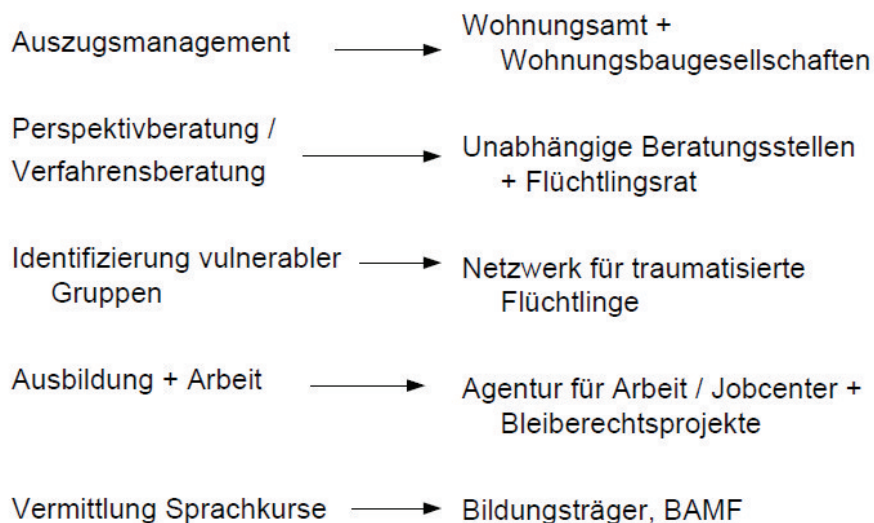 Auszugsmanagement
Wohnungsamt +
Wohnungsbaugesellschaften
Perspektivberatung /
Verfahrensberatung
Unabhängige Beratungsstellen
+ Flüchtlingsrat
Identifizierung vulnerabler
Gruppen
Netzwerk für traumatisierte
Flüchtlinge
Ausbildung + Arbeit
Agentur für Arbeit / Jobcenter +
Bleiberechtsprojekte
Vermittlung Sprachkurse
Bildungsträger, BAMF